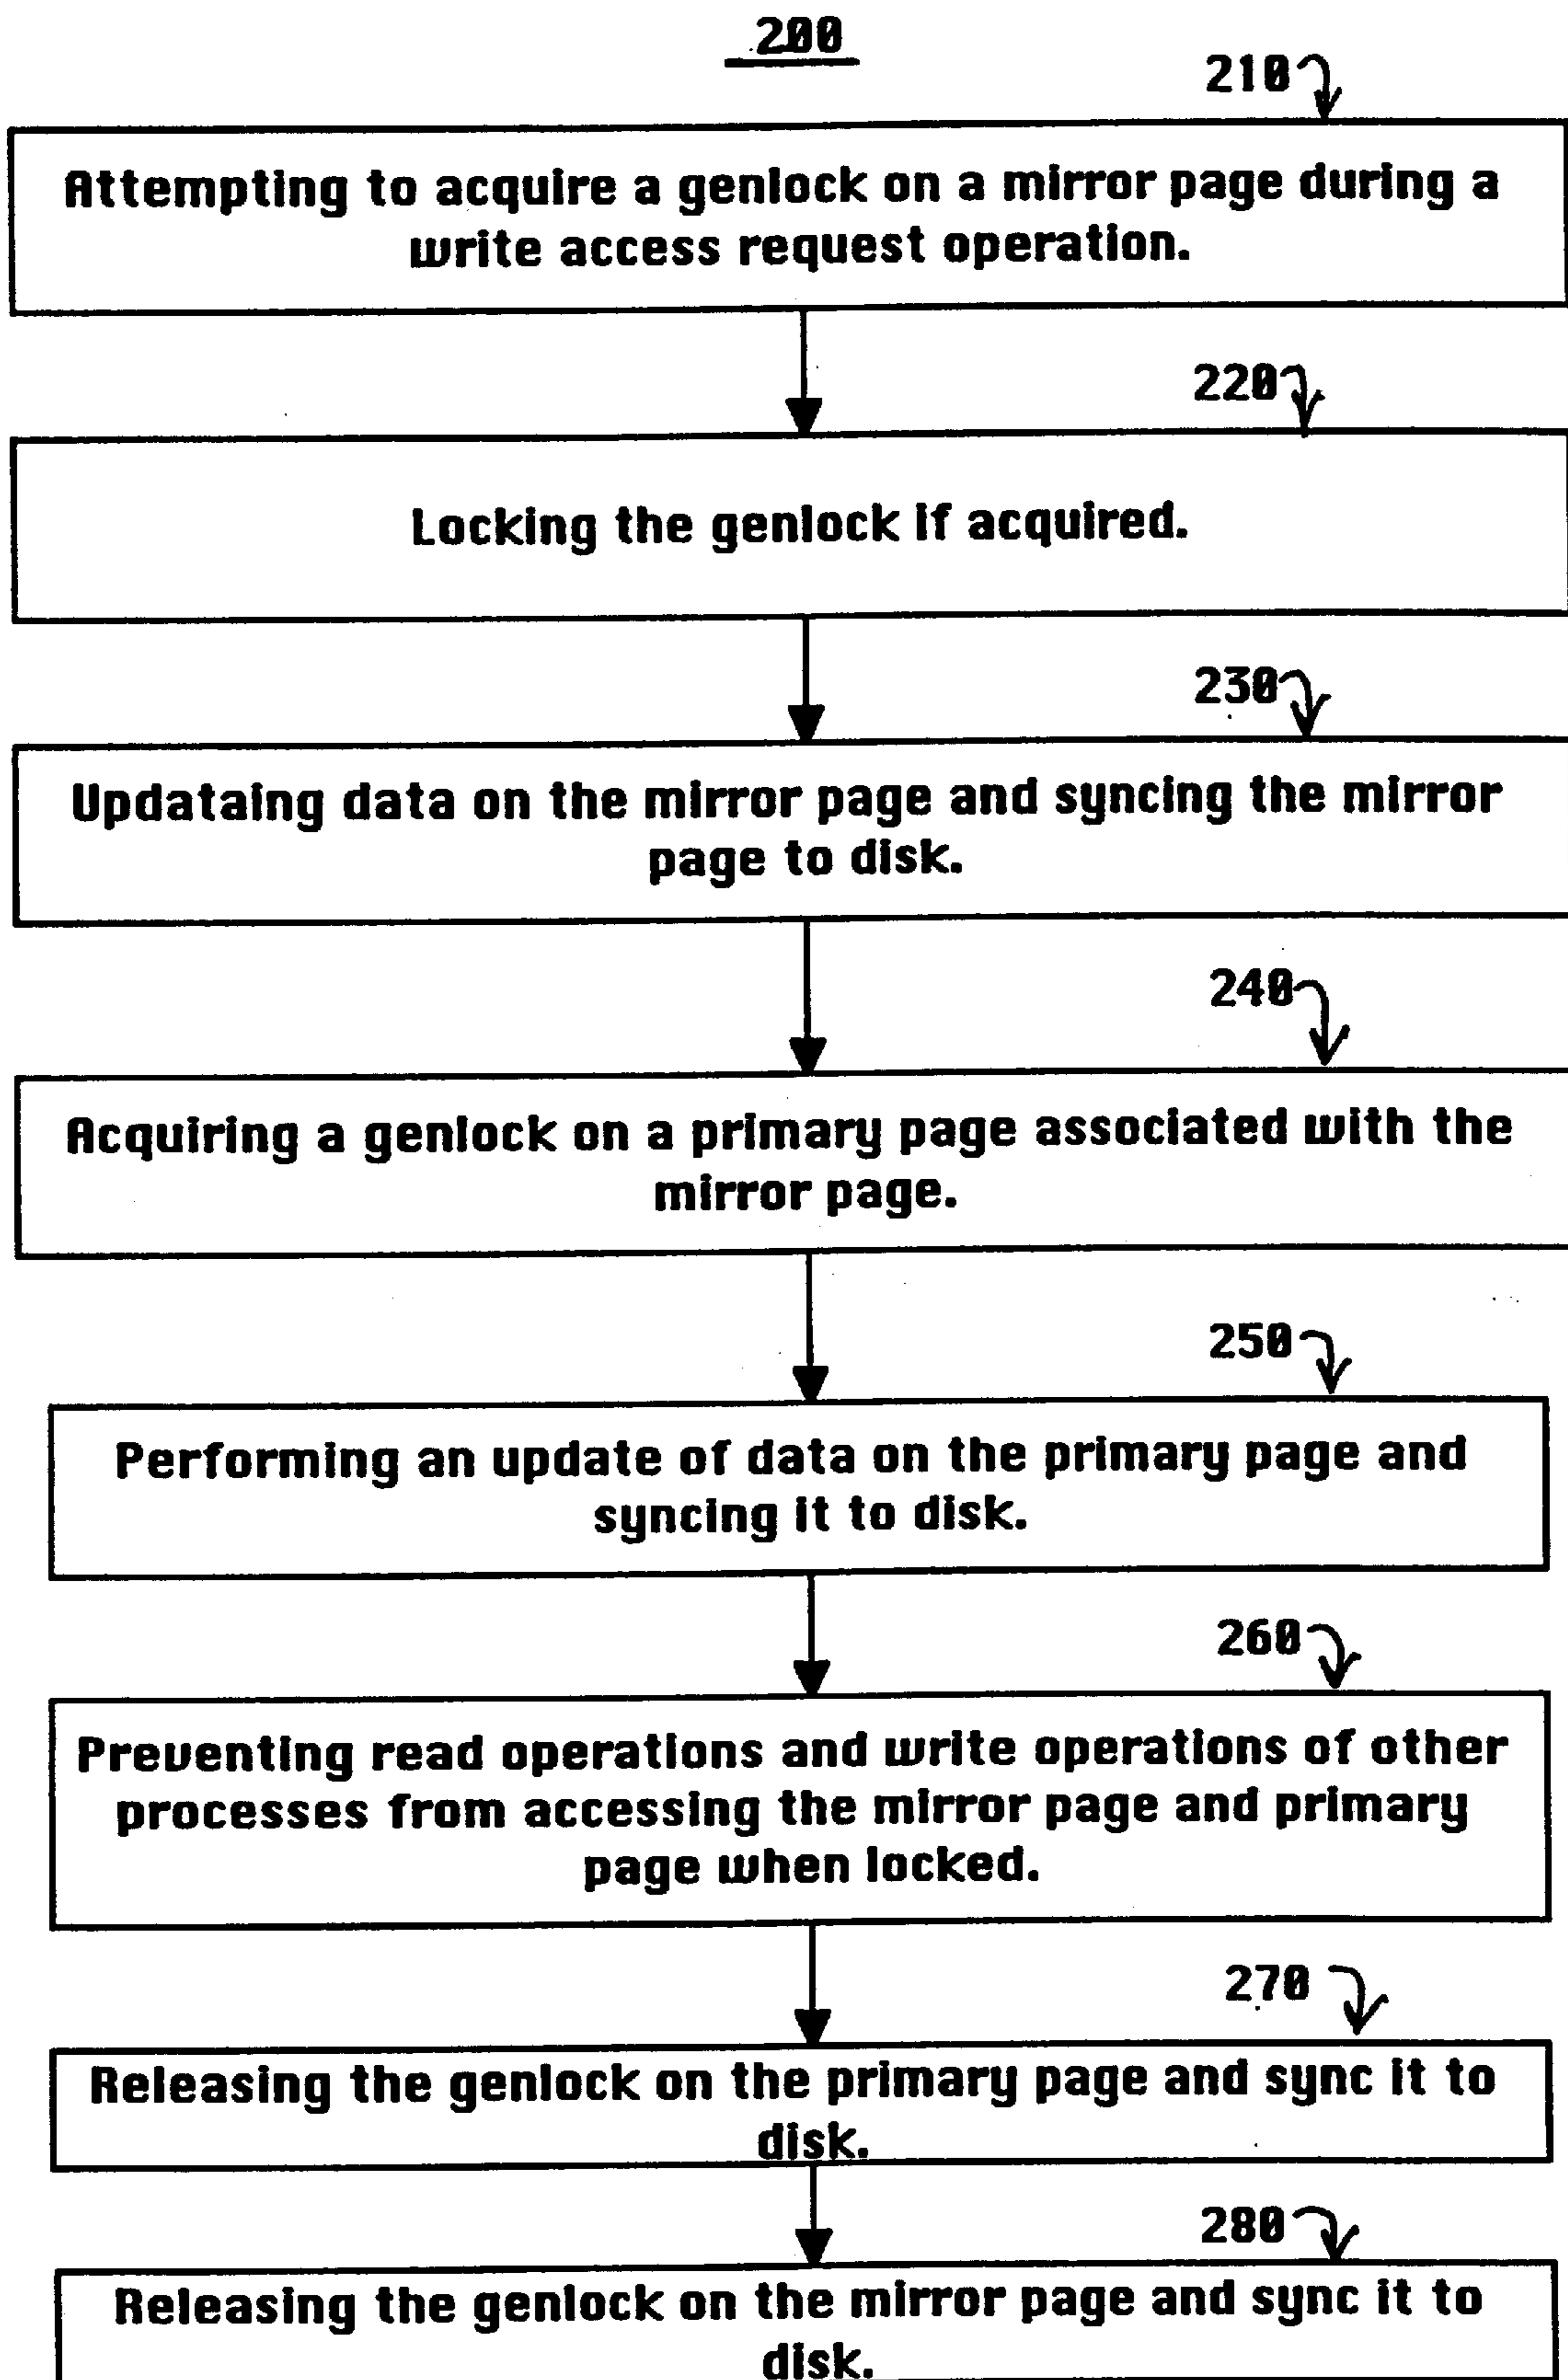 200
210
Attempting to acquire a genlock on a mirror page during a
write access request operation.
220
Locking the genlock if acquired.
230
Updataing data on the mirror page and syncing the mirror
page to disk.
240
Acquiring a genlock on a primary page associated with the
mirror page.
250
Performing an update of data on the primary page and
syncing it to disk.
260
Preventing read operations and write operations of other
processes from accessing the mirror page and primary
page when locked.
270
Releasing the genlock on the primary page and sync it to
disk.
280
Releasing the genlock on the mirror page and sync it to
disk.